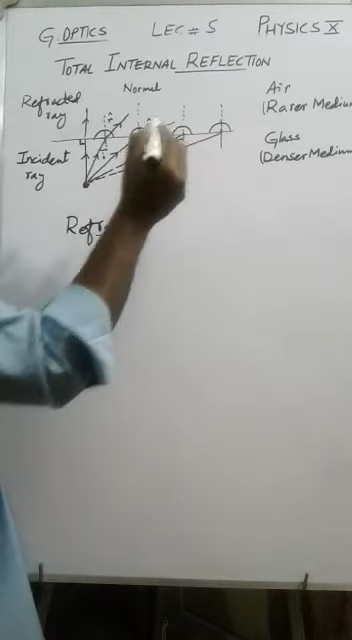 G. OPTICS LEC # 5 PHYSICS X
TOTAL INTERNAL REFLECTION
Normal
Refracted
ray
Air
(Rarer Medium
Incident
ray
Glass
(Denser Medium